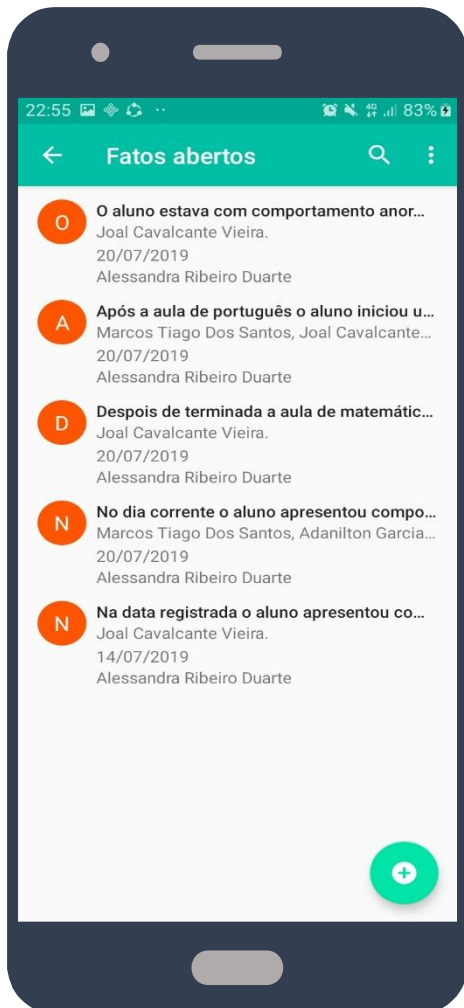 22:55 4G 83%
Fatos abertos
O
O aluno estava com comportamento anor...
Joal Cavalcante Vieira.
20/07/2019
Alessandra Ribeiro Duarte
A
Após a aula de português o aluno iniciou u...
Marcos Tiago Dos Santos, Joal Cavalcante...
20/07/2019
Alessandra Ribeiro Duarte
D
Despois de terminada a aula de matemátic...
Joal Cavalcante Vieira.
20/07/2019
Alessandra Ribeiro Duarte
N
No dia corrente o aluno apresentou compo...
Marcos Tiago Dos Santos, Adanilton Garcia...
20/07/2019
Alessandra Ribeiro Duarte
N
Na data registrada o aluno apresentou co...
Joal Cavalcante Vieira.
14/07/2019
Alessandra Ribeiro Duarte